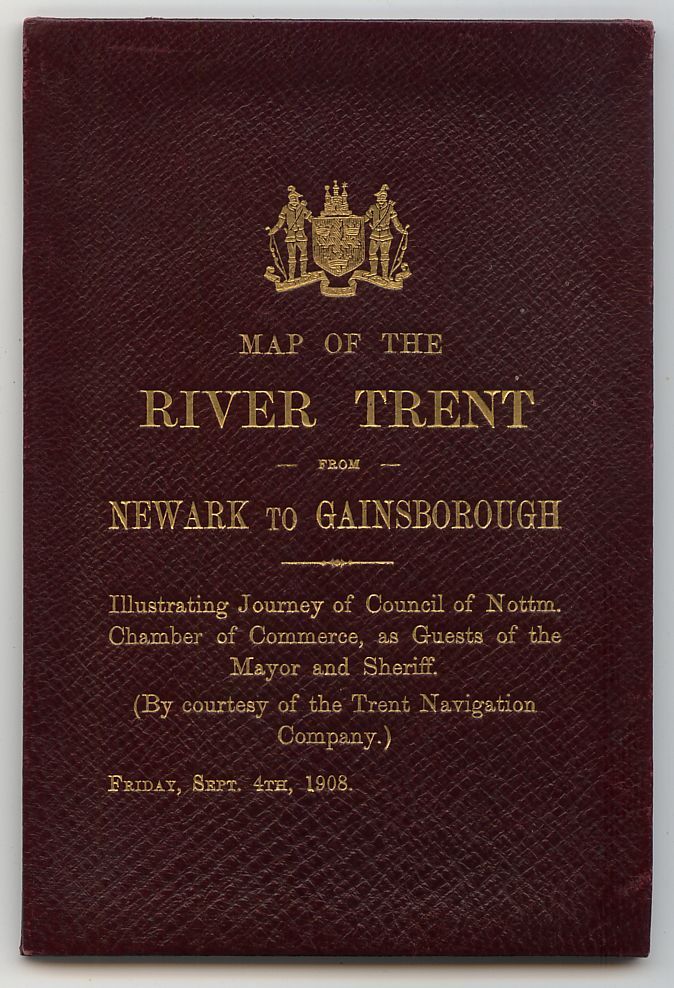 MAP OF THE
RIVER TRENT
— FROM —
NEWARK TO GAINSBOROUGH
Illustrating Journey of Council of Nottm.
Chamber of Commerce, as Guests of the
Mayor and Sheriff.
(By courtesy of the Trent Navigation
Company.)
FRIDAY, SEPT. 4TH, 1908.